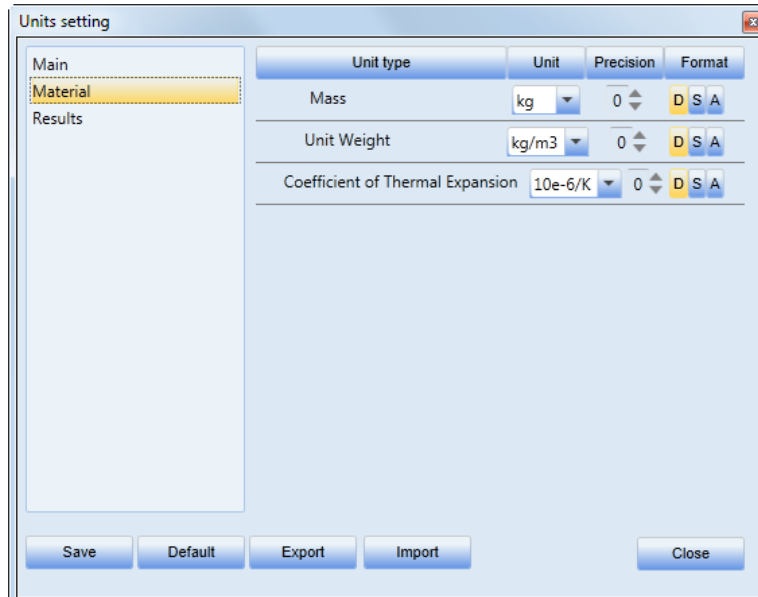 Units setting
Main
Material
Results
Unit type Unit Precision Format
Mass kg 0 D S A
Unit Weight kg/m3 0 D S A
Coefficient of Thermal Expansion 10e-6/K 0 D S A
Save Default Export Import Close